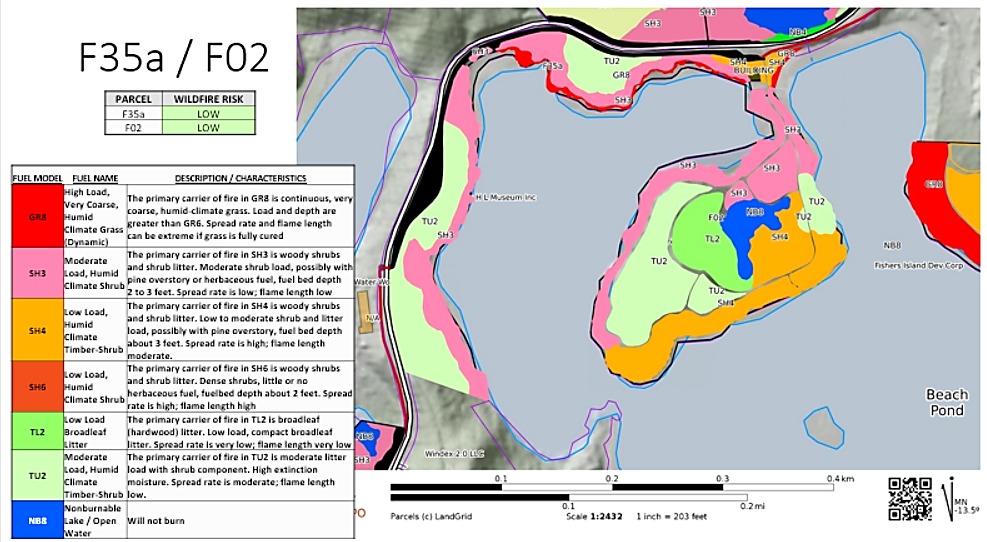 F35a / F02
PARCEL WILDFIRE RISK
F35a LOW
F02 LOW
FUEL MODEL FUEL NAME DESCRIPTION / CHARACTERISTICS
GR8
High Load,
Very Coarse,
Humid
Climate Grass
(Dynamic)
The primary carrier of fire in GR8 is continuous, very
coarse, humid-climate grass. Load and depth are
greater than GR6. Spread rate and flame length
can be extreme if grass is fully cured
SH3
Moderate
Load, Humid
Climate Shrub
The primary carrier of fire in SH3 is woody shrubs
and shrub litter. Moderate shrub load, possibly with
pine overstory or herbaceous fuel, fuel bed depth
2 to 3 feet. Spread rate is low; flame length low
SH4
Low Load,
Humid
Climate
Timber-Shrub
The primary carrier of fire in SH4 is woody shrubs
and shrub litter. Low to moderate shrub and litter
load, possibly with pine overstory, fuel bed depth
about 3 feet. Spread rate is high; flame length
moderate.
SH6
Low Load,
Humid
Climate Shrub
The primary carrier of fire in SH6 is woody shrubs
and shrub litter. Dense shrubs, little or no
herbaceous fuel, fuelbed depth about 2 feet. Spread
rate is high; flame length high
TL2
Low Load
Broadleaf
Litter
The primary carrier of fire in TL2 is broadleaf
(hardwood) litter. Low load, compact broadleaf
litter. Spread rate is very low; flame length very low
TU2
Moderate
Load, Humid
Climate
Timber-Shrub
The primary carrier of fire in TU2 is moderate litter
load with shrub component. High extinction
moisture. Spread rate is moderate; flame length
low.
NB8
Nonburnable
Lake / Open
Water
Will not burn
SH3
SH3
NB8
SH3
F35a
TU2
GR8
SH3
GR8
SH4
SH4
BUILDING
SH3
SH3
SH3
SH3
H L Museum Inc
TU2
SH3
F02
TL2
NB8
TU2
SH4
TU2
TU2
SH4
GR8
NB8
Fishers Island Dev Corp
Water Wo
N/A
NB8
SH3
Windex 2.0 LLC
Beach
Pond
0.1 0.2 0.3 0.4 km
0.1 0.2 mi
Parcels (c) LandGrid Scale 1:2432 1 inch = 203 feet
MN
-13.5°